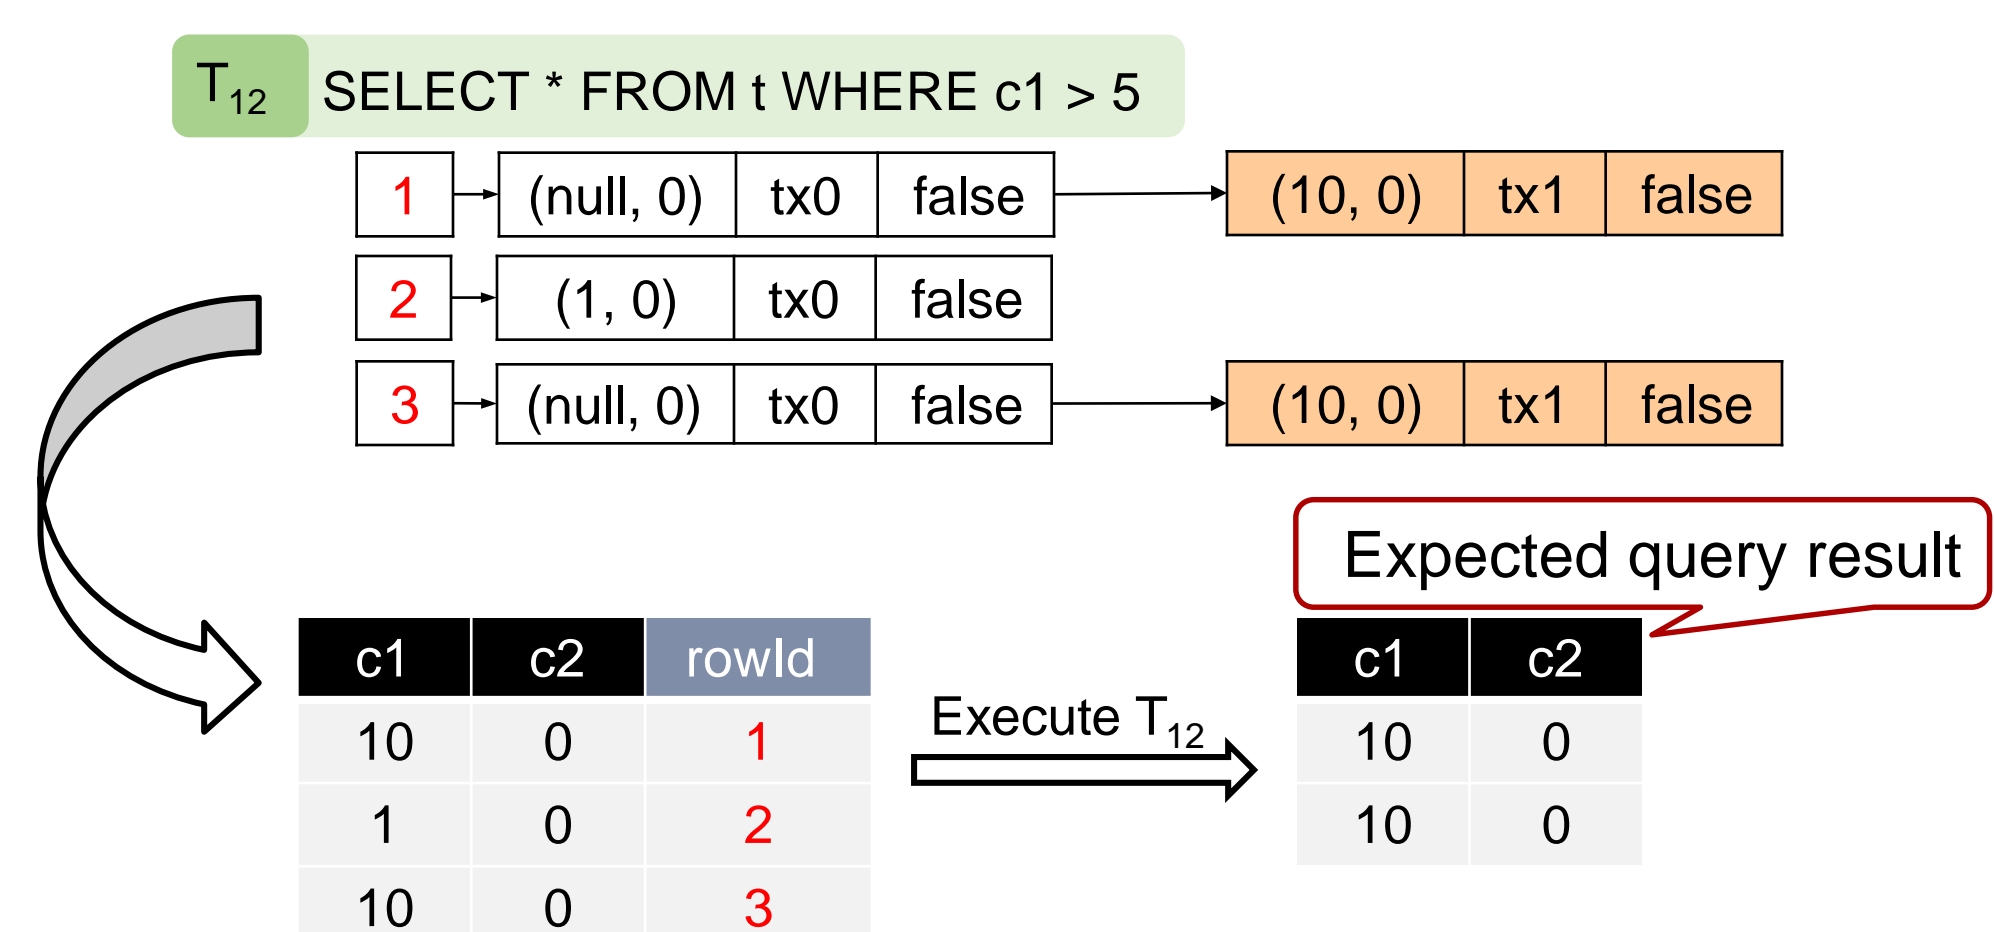 T12 SELECT * FROM t WHERE c1 > 5
1 (null, 0) tx0 false (10, 0) tx1 false
2 (1, 0) tx0 false
3 (null, 0) tx0 false (10, 0) tx1 false
Expected query result
c1 c2 rowId
10 0 1
1 0 2
10 0 3
Execute T12
c1 c2
10 0
10 0